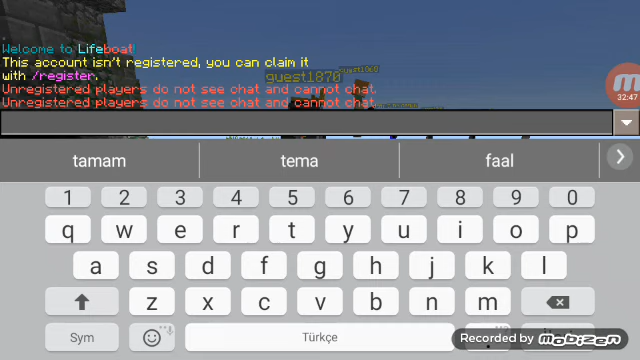 Welcome to Lifeboat!
This account isn't registered, you can claim it
with /register.
guest1870
Unregistered players do not see chat and cannot chat.
Unregistered players do not see chat and cannot chat.
32:47
tamam tema faal
1 2 3 4 5 6 7 8 9 0
q w e r t y u i o p
a s d f g h j k l
z x c v b n m
Sym Türkçe
Recorded by mobizen